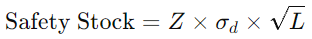 Safety Stock = Z × σ_d × √L